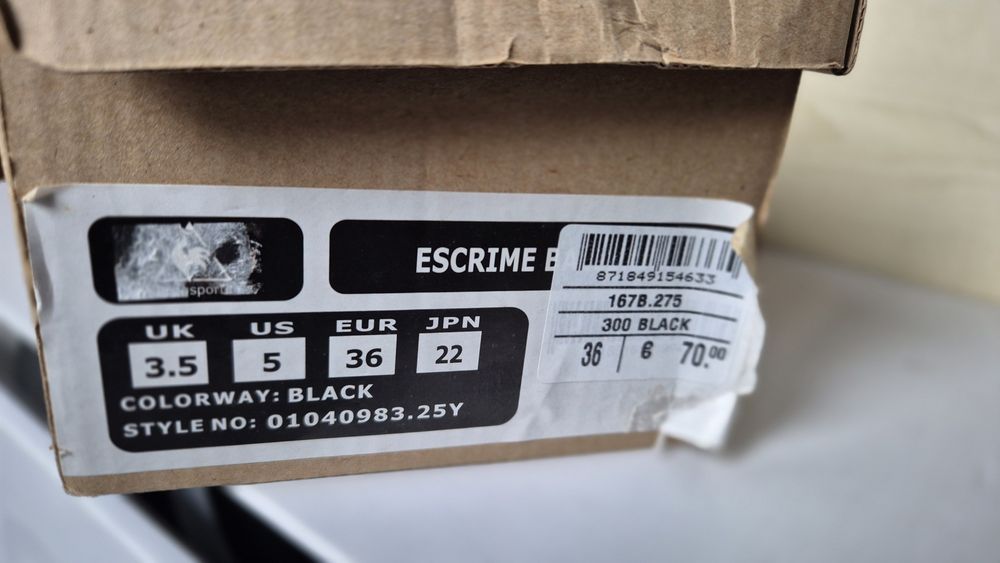 sport
ESCRIME B
871849154633
167B.275
300 BLACK
36 € 70.00
UK US EUR JPN
3.5 5 36 22
COLORWAY: BLACK
STYLE NO: 01040983.25Y